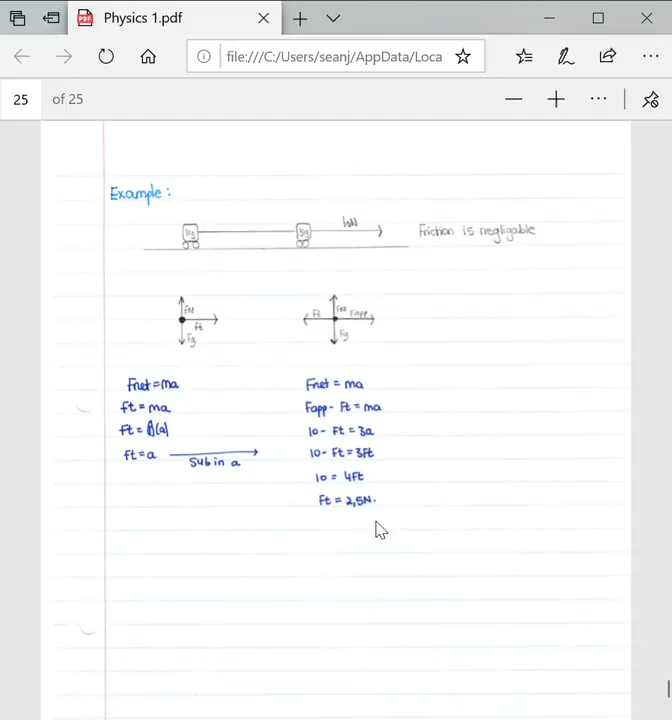 Physics 1.pdf
file:///C:/Users/seanj/AppData/Loca
25 of 25
Example:
1kg 3kg 10N Friction is negligable
FN Ft FN Fapp
Ft
Fg Fg
Fnet = ma Fnet = ma
Ft = ma Fapp - Ft = ma
Ft = (1)(a) 10 - Ft = 3a
Ft = a Sub in a 10 - Ft = 3Ft
10 = 4Ft
Ft = 2,5N.